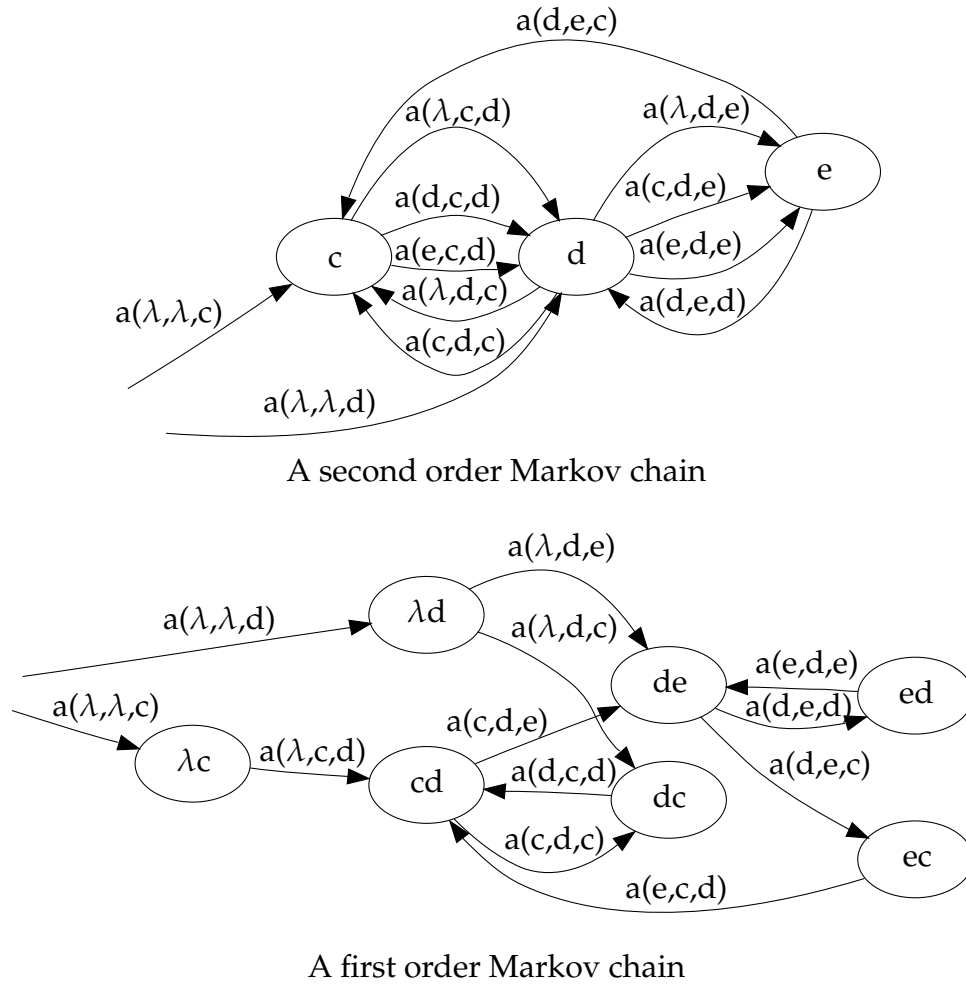 a(d,e,c)
a(λ,c,d)
a(λ,d,e)
e
a(d,c,d)
a(c,d,e)
c
a(e,c,d)
d
a(e,d,e)
a(λ,d,c)
a(d,e,d)
a(λ,λ,c)
a(c,d,c)
a(λ,λ,d)
A second order Markov chain
a(λ,d,e)
a(λ,λ,d)
λd
a(λ,d,c)
a(e,d,e)
de
ed
a(d,e,d)
a(λ,λ,c)
a(c,d,e)
λc
a(λ,c,d)
cd
a(d,c,d)
dc
a(d,e,c)
a(c,d,c)
ec
a(e,c,d)
A first order Markov chain